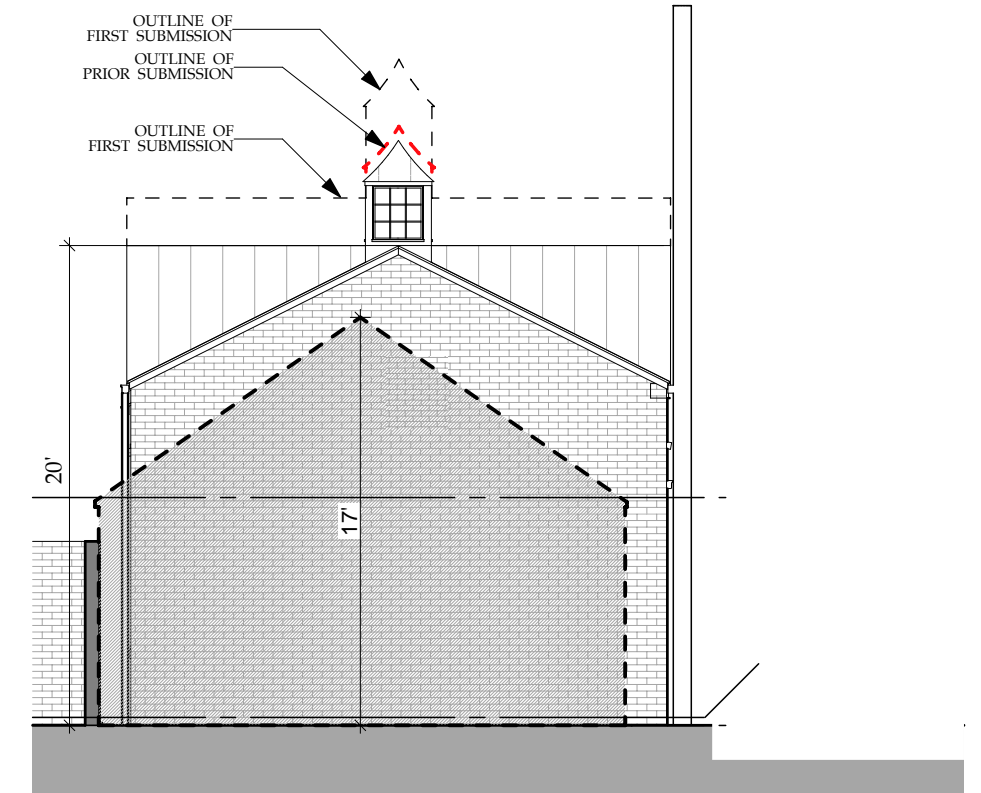 OUTLINE OF
FIRST SUBMISSION
OUTLINE OF
PRIOR SUBMISSION
OUTLINE OF
FIRST SUBMISSION
20'
17'